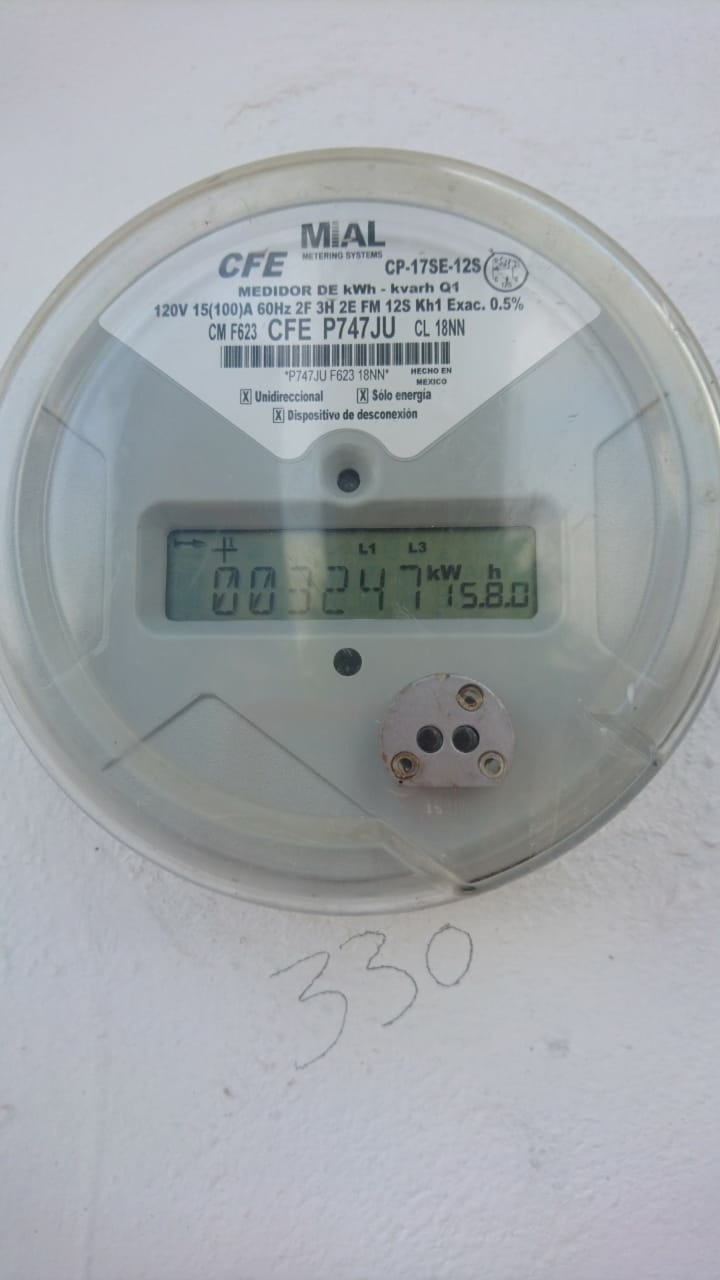 MIAL
METERING SYSTEMS
CFE
CP-17SE-12S
MEDIDOR DE kWh - kvarh Q1
120V 15(100)A 60Hz 2F 3H 2E FM 12S Kh1 Exac. 0.5%
CM F623 CFE P747JU CL 18NN
*P747JU F623 18NN*
HECHO EN
MEXICO
X Unidireccional X Sólo energía
X Dispositivo de desconexión
L1 L3
003247 kW h 15.8.0
330